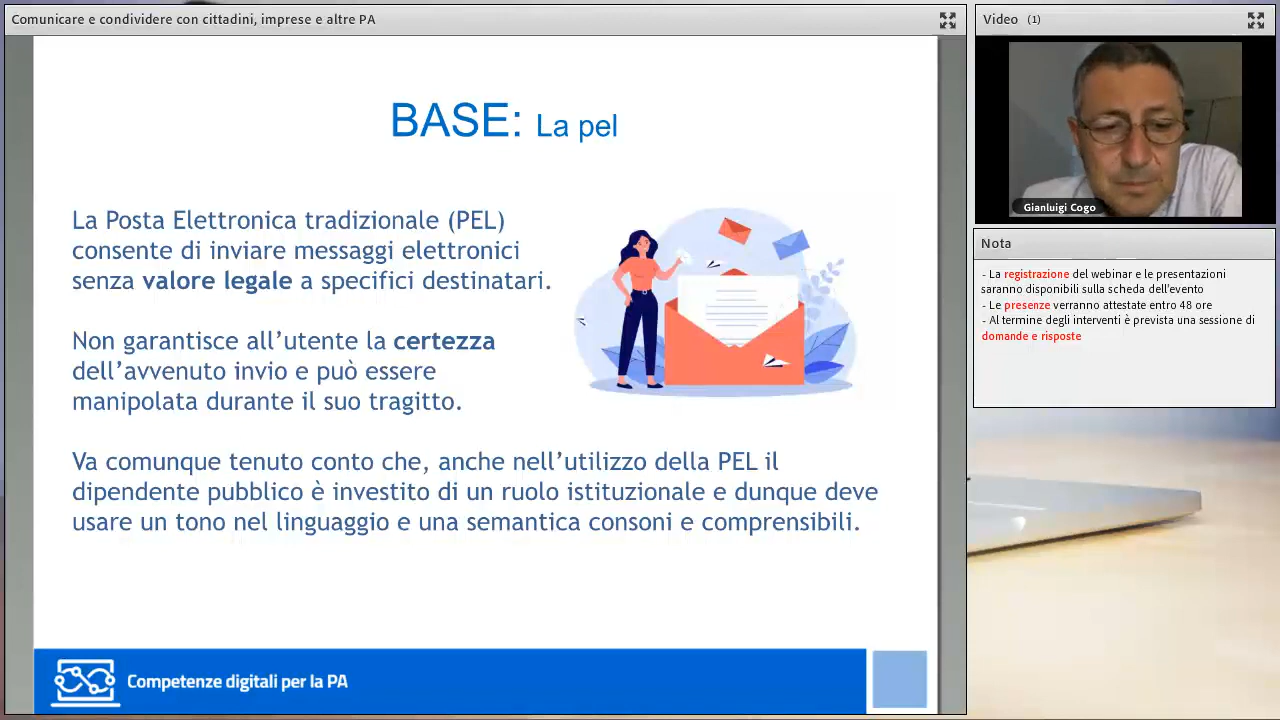 Comunicare e condividere con cittadini, imprese e altre PA
BASE: La pel
La Posta Elettronica tradizionale (PEL)
consente di inviare messaggi elettronici
senza valore legale a specifici destinatari.
Non garantisce all’utente la certezza
dell’avvenuto invio e può essere
manipolata durante il suo tragitto.
Va comunque tenuto conto che, anche nell’utilizzo della PEL il
dipendente pubblico è investito di un ruolo istituzionale e dunque deve
usare un tono nel linguaggio e una semantica consoni e comprensibili.
Competenze digitali per la PA
Video (1)
Gianluigi Cogo
Nota
- La registrazione del webinar e le presentazioni
saranno disponibili sulla scheda dell'evento
- Le presenze verranno attestate entro 48 ore
- Al termine degli interventi è prevista una sessione di
domande e risposte